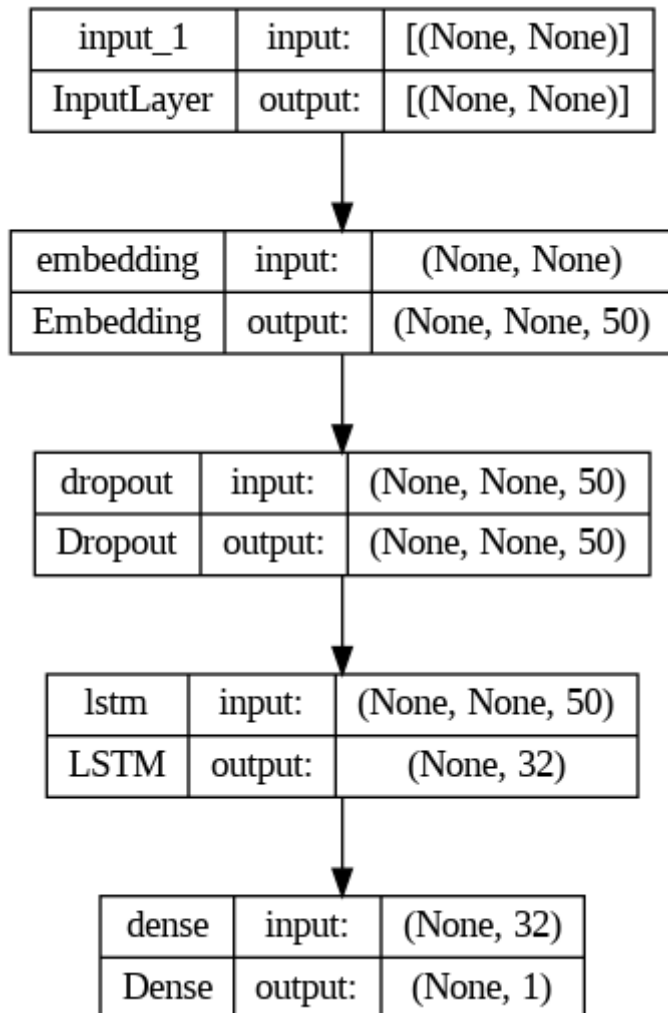 input_1 input: [(None, None)]
InputLayer output: [(None, None)]
embedding input: (None, None)
Embedding output: (None, None, 50)
dropout input: (None, None, 50)
Dropout output: (None, None, 50)
lstm input: (None, None, 50)
LSTM output: (None, 32)
dense input: (None, 32)
Dense output: (None, 1)